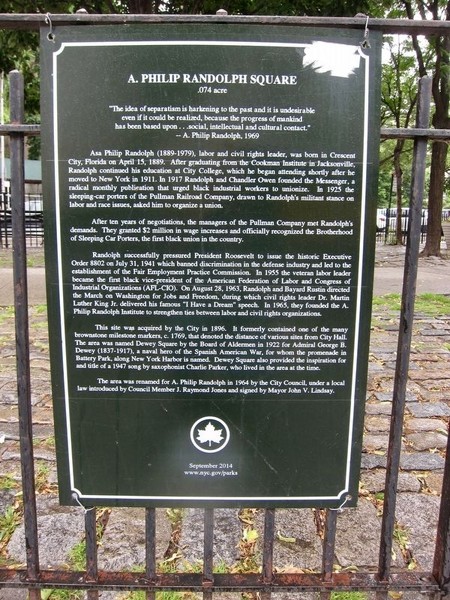 A. PHILIP RANDOLPH SQUARE
.074 acre
"The idea of separatism is harkening to the past and it is undesirable
even if it could be realized, because the progress of mankind
has been based upon . . .social, intellectual and cultural contact."
-- A. Philip Randolph, 1969
Asa Philip Randolph (1889-1979), labor and civil rights leader, was born in Crescent
City, Florida on April 15, 1889. After graduating from the Cookman Institute in Jacksonville,
Randolph continued his education at City College, which he began attending shortly after he
moved to New York in 1911. In 1917 Randolph and Chandler Owen founded the Messenger, a
radical monthly publication that urged black industrial workers to unionize. In 1925 the
sleeping-car porters of the Pullman Railroad Company, drawn to Randolph's militant stance on
labor and race issues, asked him to organize a union.
After ten years of negotiations, the managers of the Pullman Company met Randolph's
demands. They granted $2 million in wage increases and officially recognized the Brotherhood
of Sleeping Car Porters, the first black union in the country.
Randolph successfully pressured President Roosevelt to issue the historic Executive
Order 8802 on July 31, 1941 which banned discrimination in the defense industry and led to the
establishment of the Fair Employment Practice Commission. In 1955 the veteran labor leader
became the first black vice-president of the American Federation of Labor and Congress of
Industrial Organizations (AFL-CIO). On August 28, 1963, Randolph and Bayard Rustin directed
the March on Washington for Jobs and Freedom, during which civil rights leader Dr. Martin
Luther King Jr. delivered his famous "I Have a Dream" speech. In 1965, they founded the A.
Philip Randolph Institute to strengthen ties between labor and civil rights organizations.
This site was acquired by the City in 1896. It formerly contained one of the many
brownstone milestone markers, c. 1769, that denoted the distance of various sites from City Hall.
The area was named Dewey Square by the Board of Aldermen in 1922 for Admiral George B.
Dewey (1837-1917), a naval hero of the Spanish American War, for whom the promenade in
Battery Park, along New York Harbor is named. Dewey Square also provided the inspiration for
and title of a 1947 song by saxophonist Charlie Parker, who lived in the area at the time.
The area was renamed for A. Philip Randolph in 1964 by the City Council, under a local
law introduced by Council Member J. Raymond Jones and signed by Mayor John V. Lindsay.
September 2014
www.nyc.gov/parks